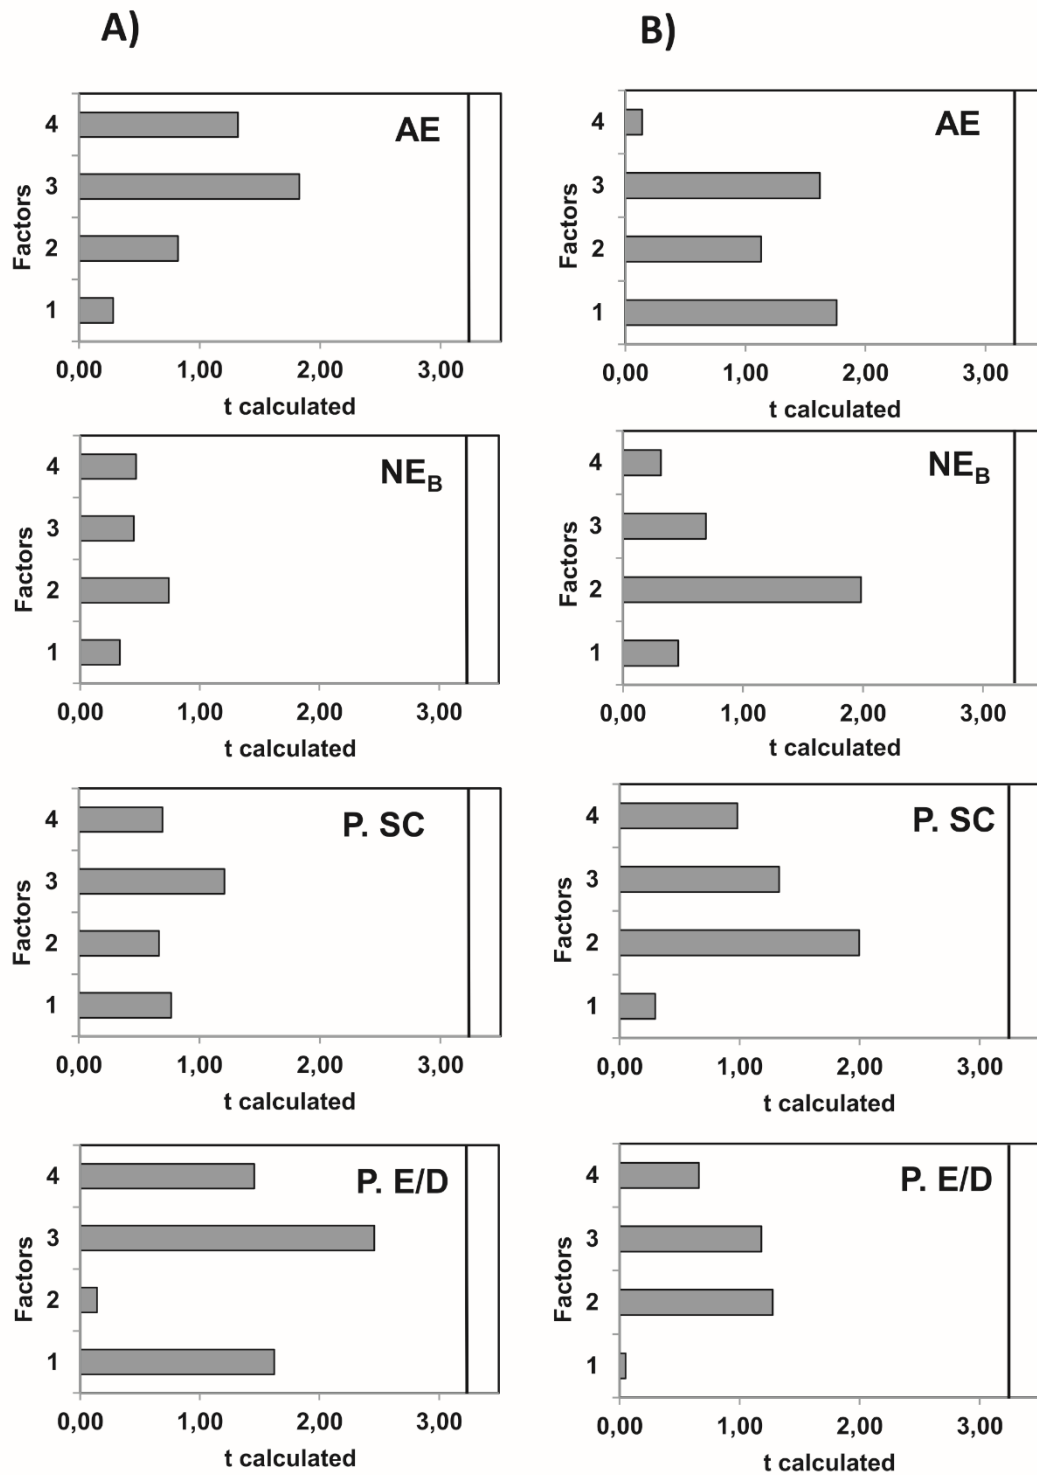 A)
B)
AE
4
3
2
1
Factors
0,00 1,00 2,00 3,00
t calculated
AE
4
3
2
1
Factors
0,00 1,00 2,00 3,00
t calculated
NEB
4
3
2
1
Factors
0,00 1,00 2,00 3,00
t calculated
NEB
4
3
2
1
Factors
0,00 1,00 2,00 3,00
t calculated
P. SC
4
3
2
1
Factors
0,00 1,00 2,00 3,00
t calculated
P. SC
4
3
2
1
Factors
0,00 1,00 2,00 3,00
t calculated
P. E/D
4
3
2
1
Factors
0,00 1,00 2,00 3,00
t calculated
P. E/D
4
3
2
1
Factors
0,00 1,00 2,00 3,00
t calculated